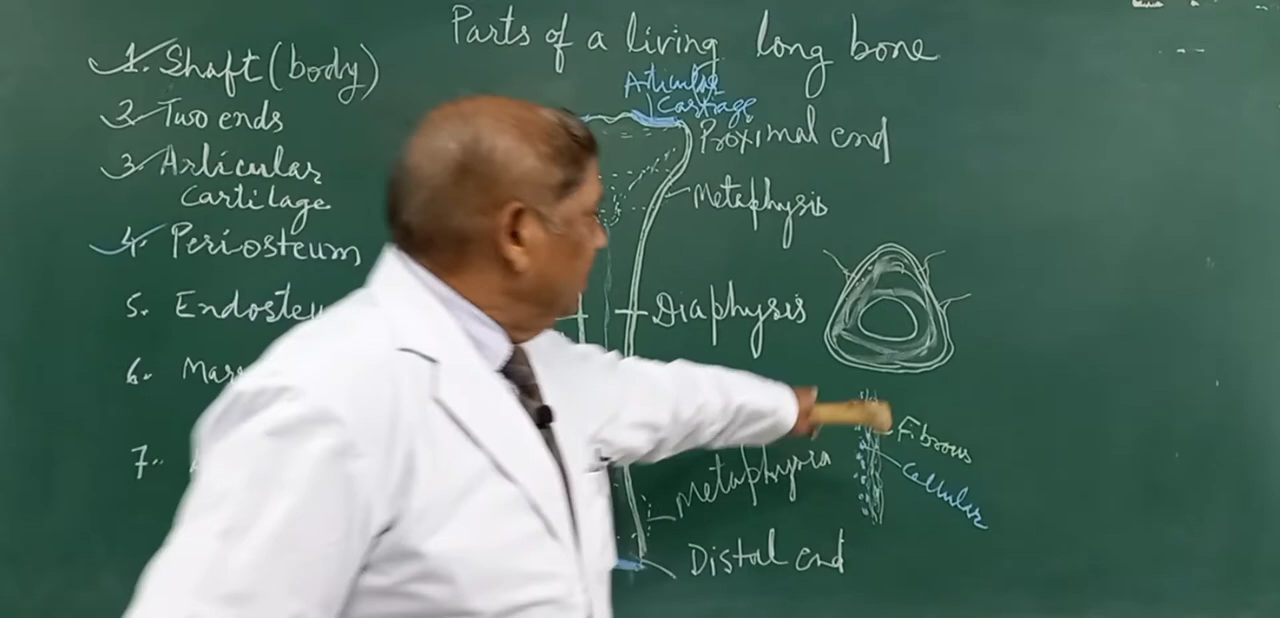 Parts of a living long bone
1. Shaft (body)
2. Two ends
3. Articular
cartilage
4. Periosteum
5. Endosteu
6. Mar
7.
Articular
Cartiage
Proximal end
Metaphysis
Diaphysis
Fibrous
Cellular
Metaphysis
Distal end